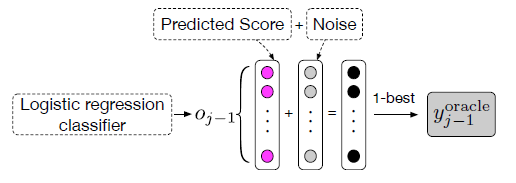 Predicted Score + Noise
Logistic regression
classifier
o_{j-1}
+
=
1-best
y_{j-1}^{oracle}